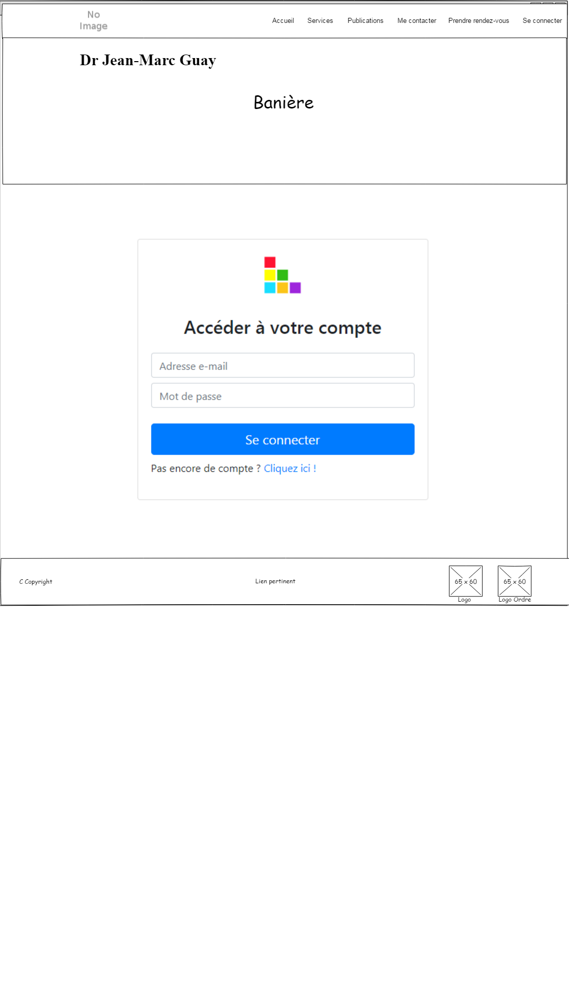 No
Image
Accueil Services Publications Me contacter Prendre rendez-vous Se connecter
Dr Jean-Marc Guay
Banière
Accéder à votre compte
Adresse e-mail
Mot de passe
Se connecter
Pas encore de compte ? Cliquez ici !
C Copyright
Lien pertinent
65 x 60
Logo
65 x 60
Logo Ordre